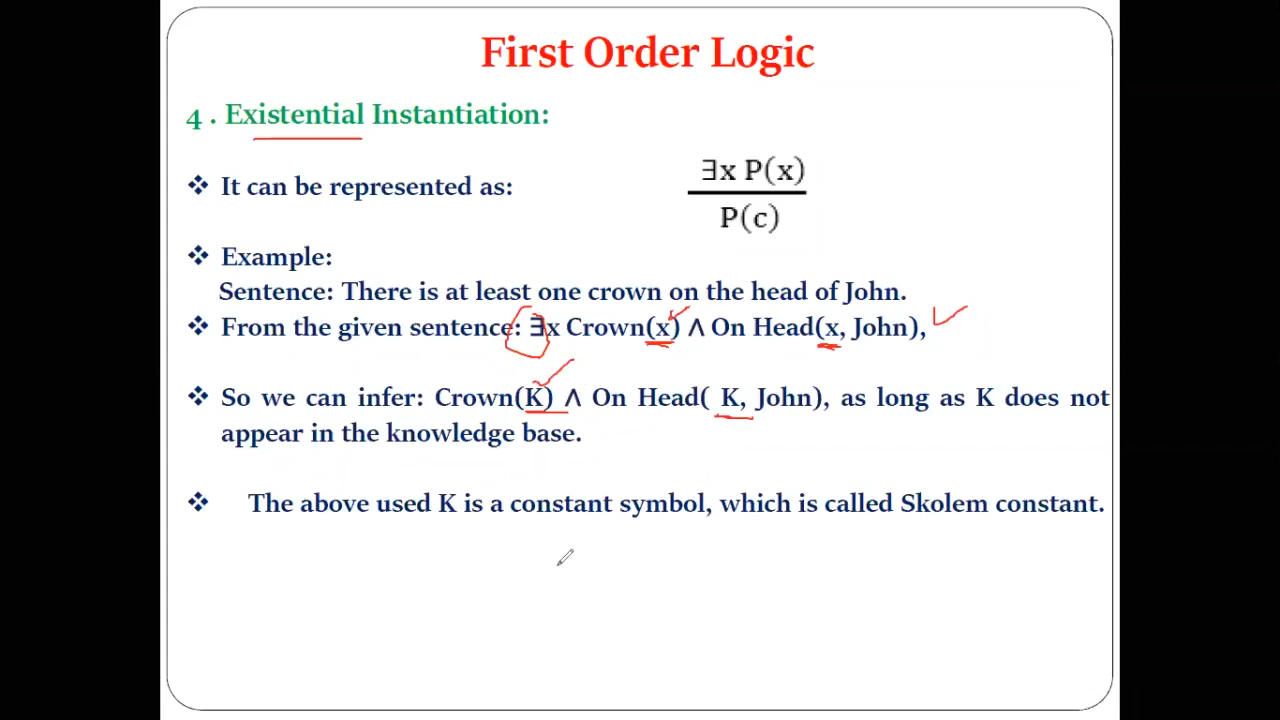 First Order Logic
4 . Existential Instantiation:
❖ It can be represented as:
∃x P(x)
P(c)
❖ Example:
Sentence: There is at least one crown on the head of John.
❖ From the given sentence: ∃x Crown(x) ∧ On Head(x, John),
❖ So we can infer: Crown(K) ∧ On Head( K, John), as long as K does not
appear in the knowledge base.
❖ The above used K is a constant symbol, which is called Skolem constant.